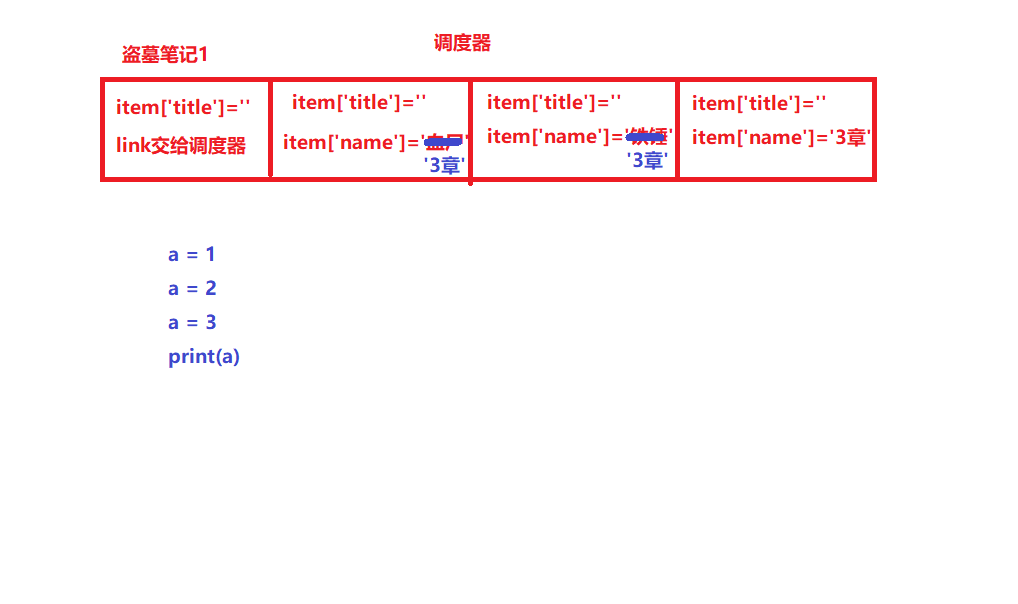 盗墓笔记1
调度器
item['title']=''
link交给调度器
item['title']=''
item['name']='血尸'
'3章'
item['title']=''
item['name']='铁锤'
'3章'
item['title']=''
item['name']='3章'
a = 1
a = 2
a = 3
print(a)